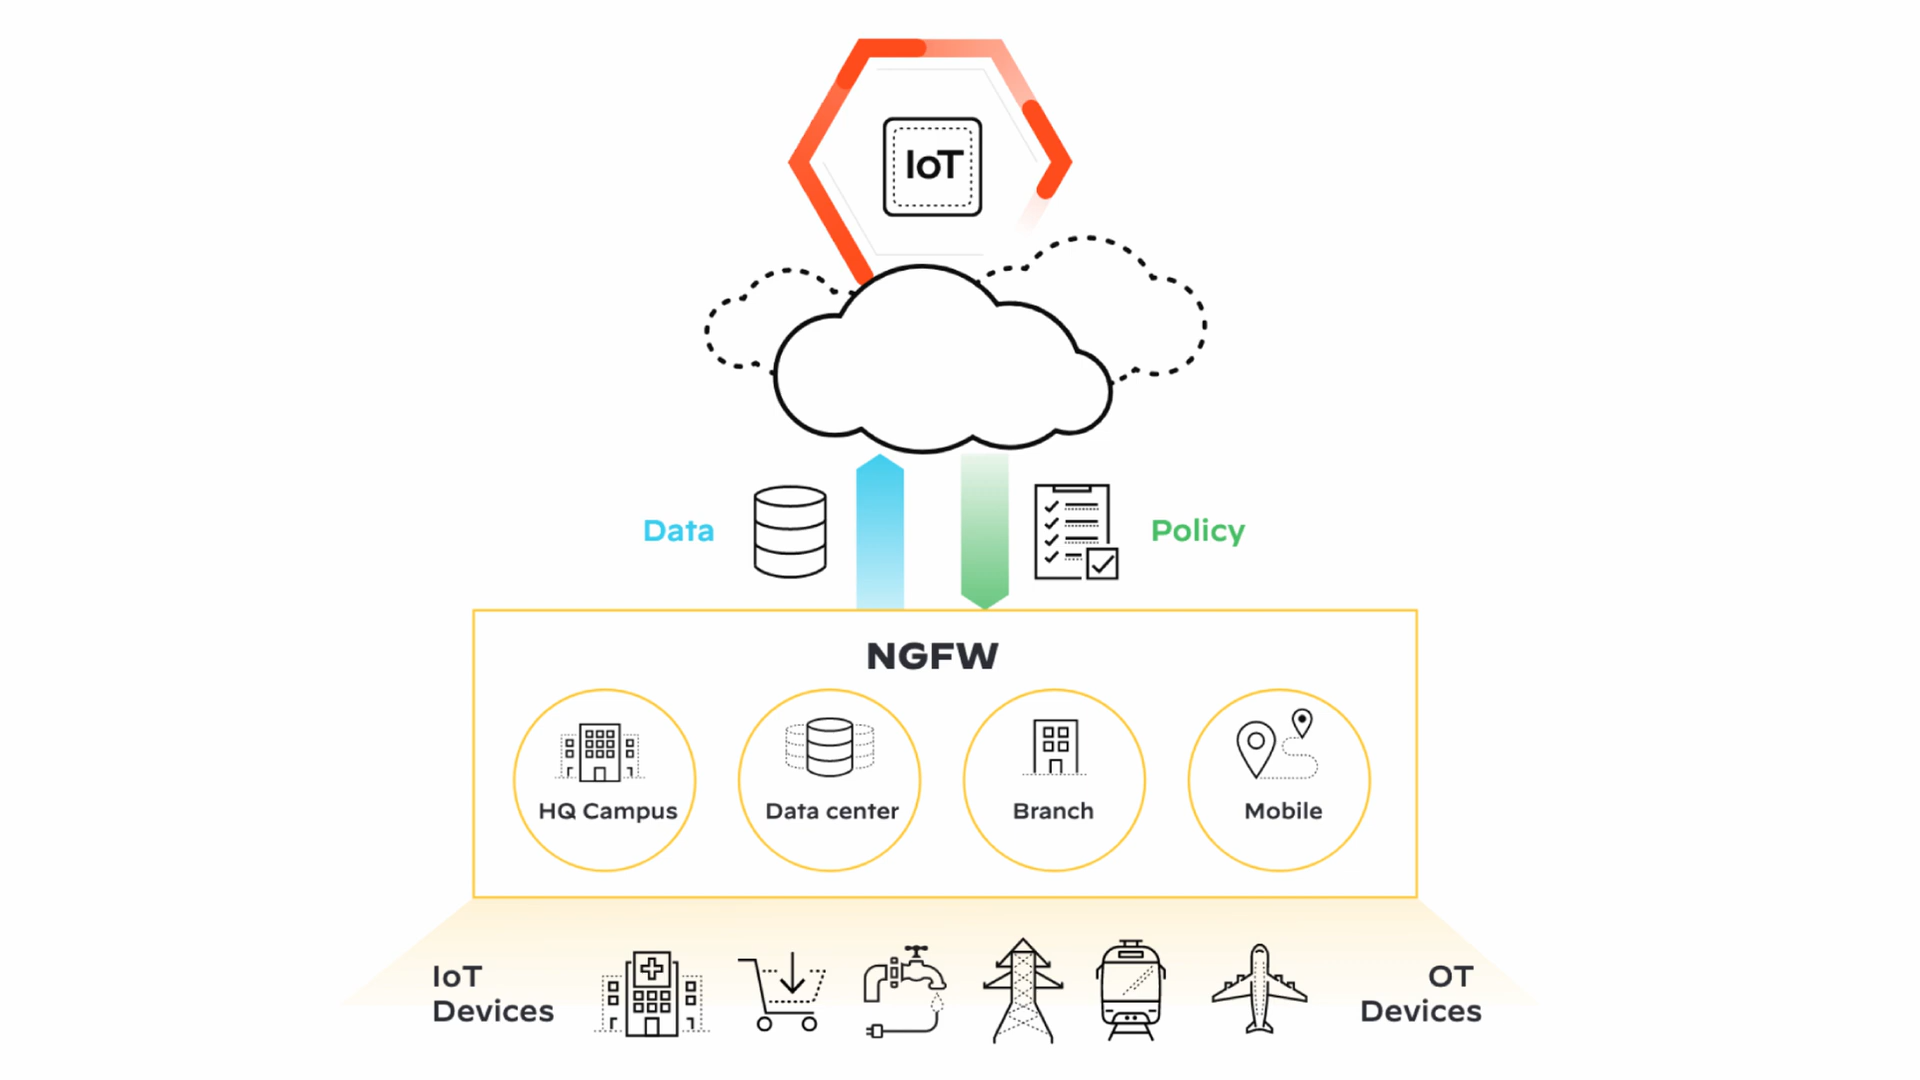 IoT
Data
Policy
NGFW
HQ Campus
Data center
Branch
Mobile
IoT
Devices
OT
Devices